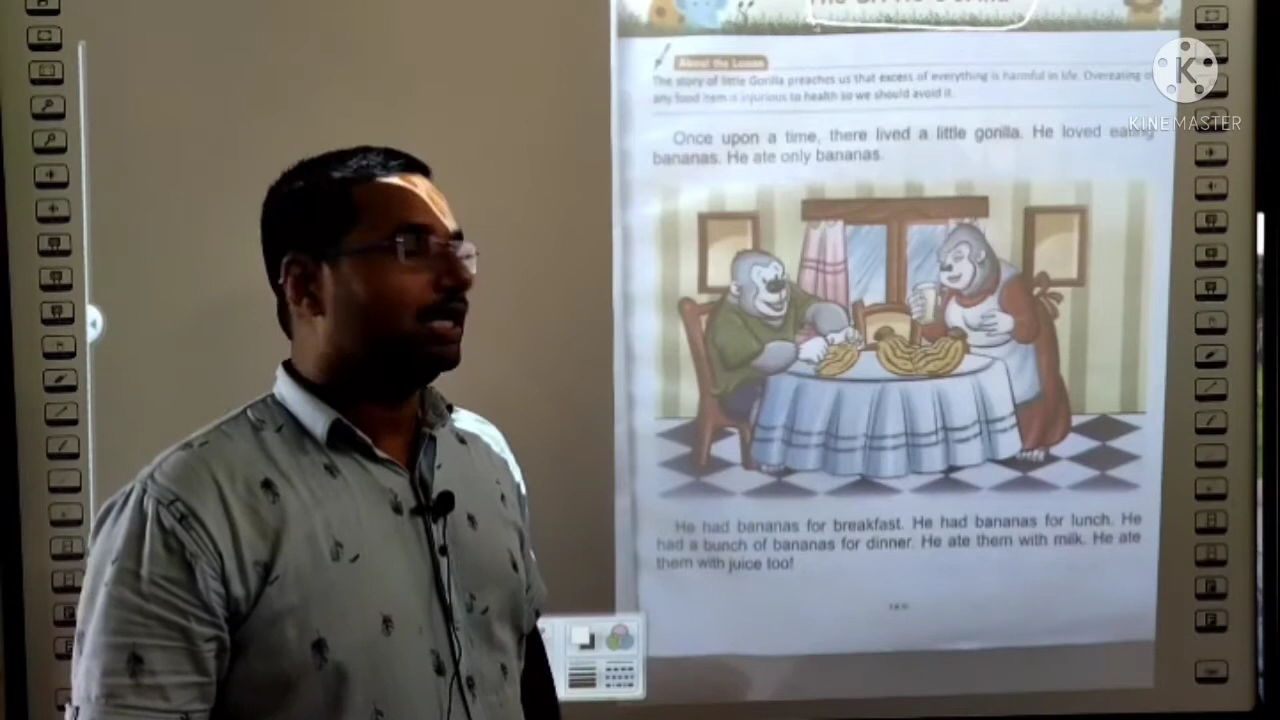 About the Lesson
The story of little Gorilla preaches us that excess of everything is harmful in life. Overeating of
any food item is injurious to health so we should avoid it.
K
KINEMASTER
Once upon a time, there lived a little gorilla. He loved eating
bananas. He ate only bananas.
He had bananas for breakfast. He had bananas for lunch. He
had a bunch of bananas for dinner. He ate them with milk. He ate
them with juice too!